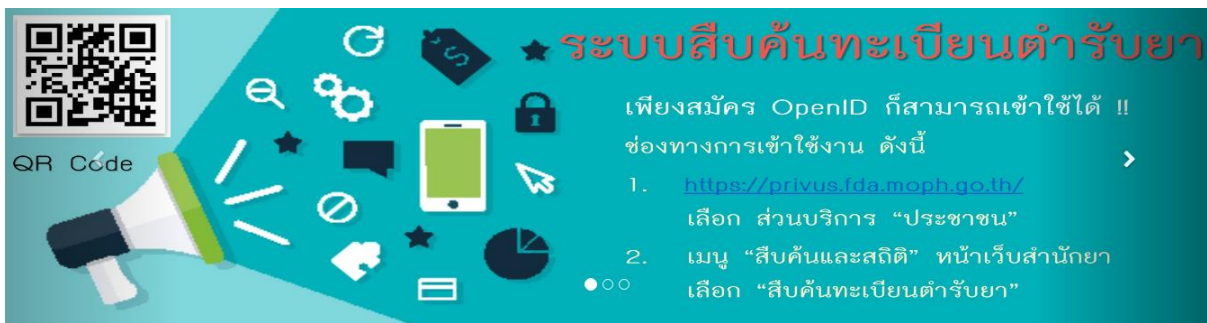 ระบบสืบค้นทะเบียนตำรับยา
เพียงสมัคร OpenID ก็สามารถเข้าใช้ได้ !!
ช่องทางการเข้าใช้งาน ดังนี้
1. https://privus.fda.moph.go.th/
เลือก ส่วนบริการ “ประชาชน”
2. เมนู “สืบค้นและสถิติ” หน้าเว็บสำนักยา
เลือก “สืบค้นทะเบียนตำรับยา”
QR Code
$